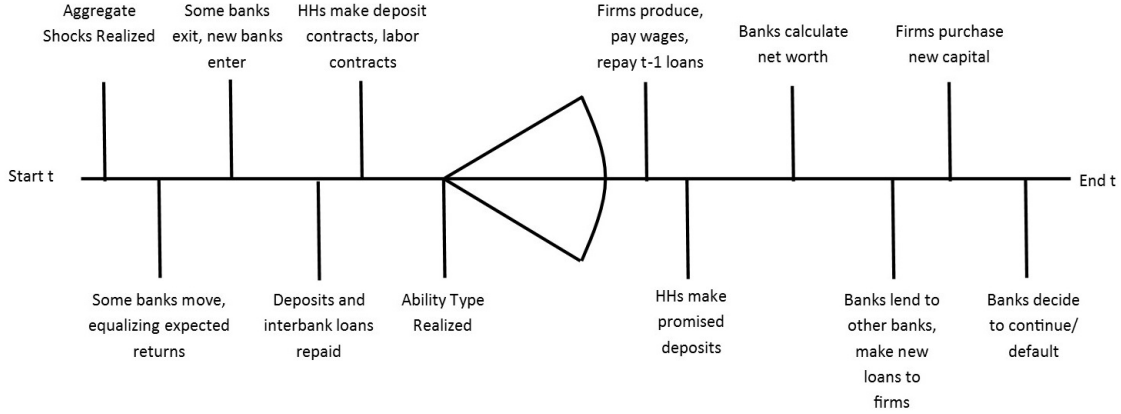 Aggregate
Shocks Realized
Some banks
exit, new banks
enter
HHs make deposit
contracts, labor
contracts
Firms produce,
pay wages,
repay t-1 loans
Banks calculate
net worth
Firms purchase
new capital
Start t
End t
Some banks move,
equalizing expected
returns
Deposits and
interbank loans
repaid
Ability Type
Realized
HHs make
promised
deposits
Banks lend to
other banks,
make new
loans to
firms
Banks decide
to continue/
default